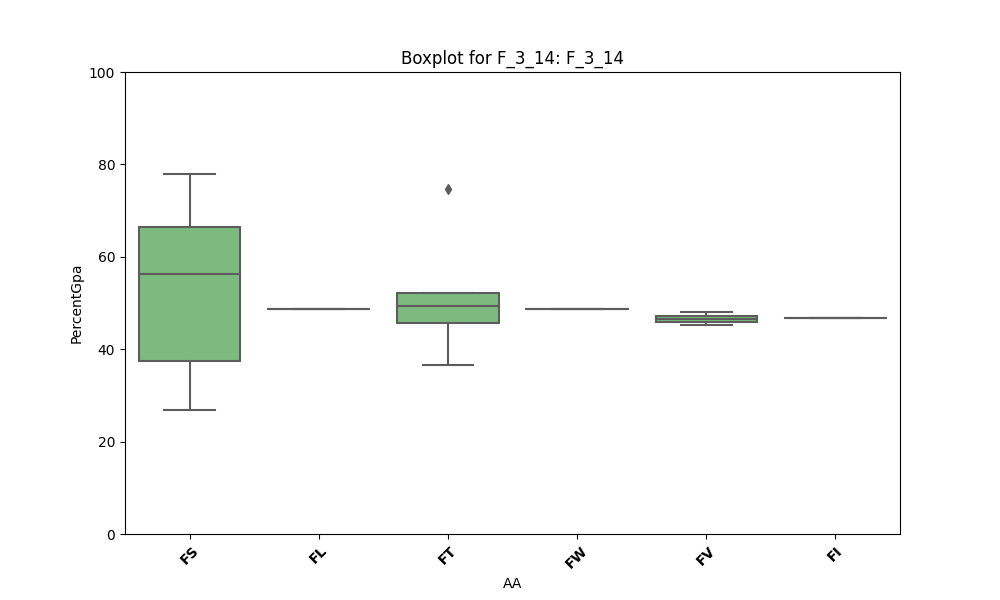 Boxplot for F_3_14: F_3_14
100
80
60
40
20
0
PercentGpa
FS
FL
FT
FW
FV
FI
AA